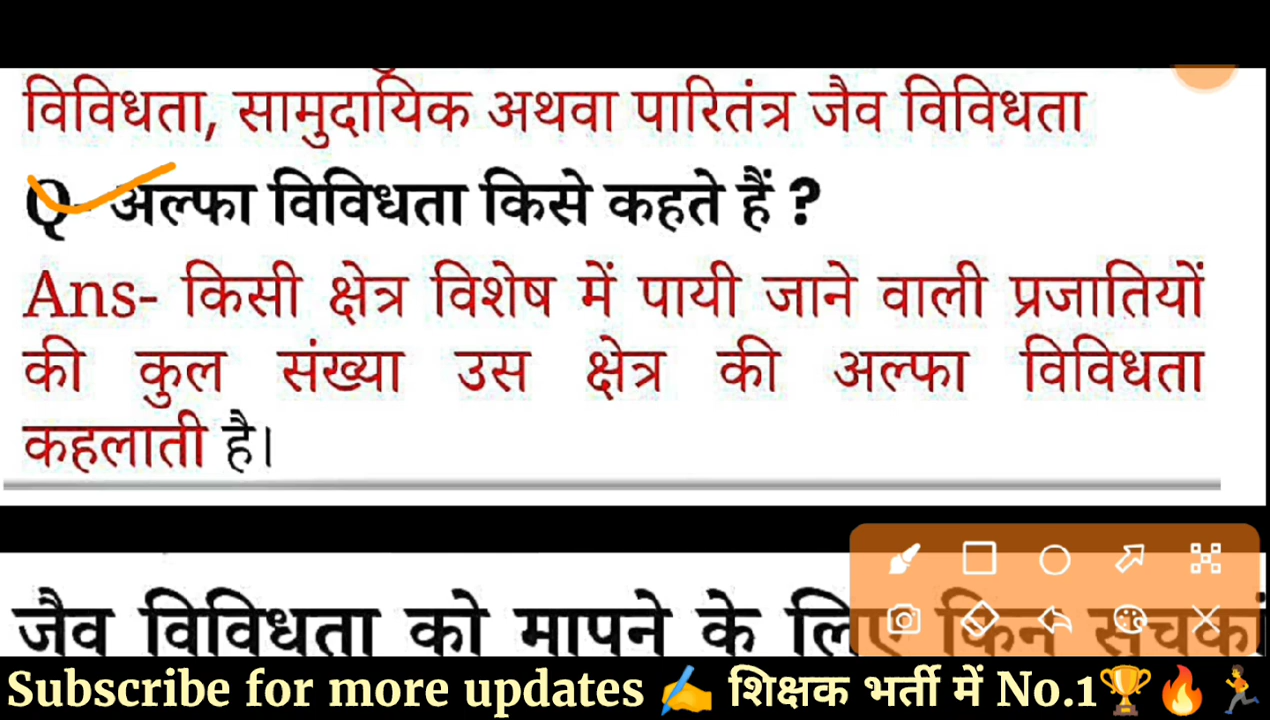 विविधता, सामुदायिक अथवा पारितंत्र जैव विविधता
Q- अल्फा विविधता किसे कहते हैं ?
Ans- किसी क्षेत्र विशेष में पायी जाने वाली प्रजातियों
की कुल संख्या उस क्षेत्र की अल्फा विविधता
कहलाती है।
जैव विविधता को मापने के लिए किन
Subscribe for more updates ✍️ शिक्षक भर्ती में No.1🏆🔥🏃